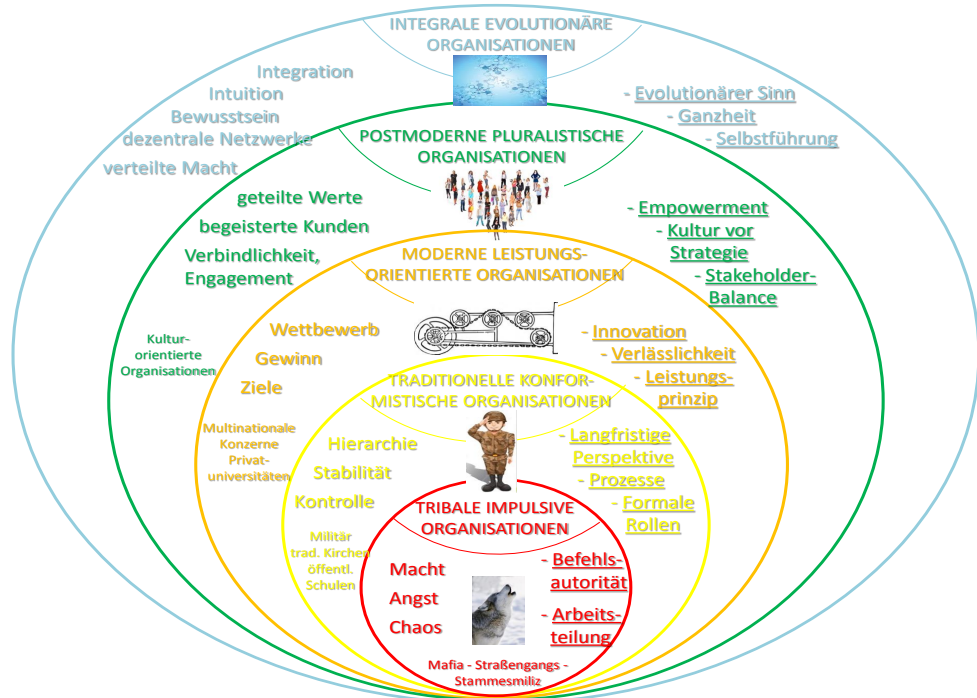 INTEGRALE EVOLUTIONÄRE
ORGANISATIONEN
Integration
Intuition
Bewusstsein
dezentrale Netzwerke
verteilte Macht
- Evolutionärer Sinn
- Ganzheit
- Selbstführung
POSTMODERNE PLURALISTISCHE
ORGANISATIONEN
geteilte Werte
begeisterte Kunden
Verbindlichkeit,
Engagement
- Empowerment
- Kultur vor
Strategie
- Stakeholder-
Balance
Kultur-
orientierte
Organisationen
MODERNE LEISTUNGS-
ORIENTIERTE ORGANISATIONEN
Wettbewerb
Gewinn
Ziele
- Innovation
- Verlässlichkeit
- Leistungs-
prinzip
Multinationale
Konzerne
Privat-
universitäten
TRADITIONELLE KONFOR-
MISTISCHE ORGANISATIONEN
Hierarchie
Stabilität
Kontrolle
- Langfristige
Perspektive
- Prozesse
- Formale
Rollen
Militär
trad. Kirchen
öffentl.
Schulen
TRIBALE IMPULSIVE
ORGANISATIONEN
Macht
Angst
Chaos
- Befehls-
autorität
- Arbeits-
teilung
Mafia - Straßengangs -
Stammesmiliz